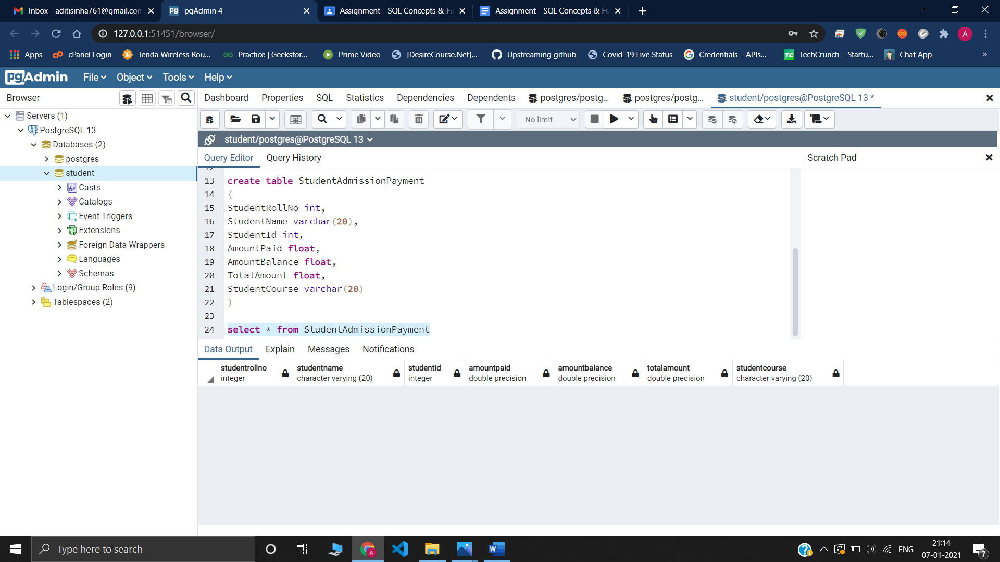 Inbox - aditisinha761@gmail.com
pgAdmin 4
Assignment - SQL Concepts & Fu
Assignment - SQL Concepts & Fu
127.0.0.1:51451/browser/
A
Apps
cPanel Login
Tenda Wireless Rou...
Practice | Geeksfor...
Prime Video
[DesireCourse.Net]...
Upstreaming github
Covid-19 Live Status
Credentials – APIs...
TechCrunch – Startu...
Chat App
»
pgAdmin
File
Object
Tools
Help
Browser
Dashboard
Properties
SQL
Statistics
Dependencies
Dependents
postgres/postg...
postgres/postg...
student/postgres@PostgreSQL 13 *
Servers (1)
PostgreSQL 13
Databases (2)
postgres
student
Casts
Catalogs
Event Triggers
Extensions
Foreign Data Wrappers
Languages
Schemas
Login/Group Roles (9)
Tablespaces (2)
No limit
student/postgres@PostgreSQL 13
Query Editor
Query History
Scratch Pad
12
13 create table StudentAdmissionPayment
14 (
15 StudentRollNo int,
16 StudentName varchar(20),
17 StudentId int,
18 AmountPaid float,
19 AmountBalance float,
20 TotalAmount float,
21 StudentCourse varchar(20)
22 )
23
24 select * from StudentAdmissionPayment
Data Output
Explain
Messages
Notifications
studentrollno
integer
studentname
character varying (20)
studentid
integer
amountpaid
double precision
amountbalance
double precision
totalamount
double precision
studentcourse
character varying (20)
Type here to search
ENG
21:14
07-01-2021
7